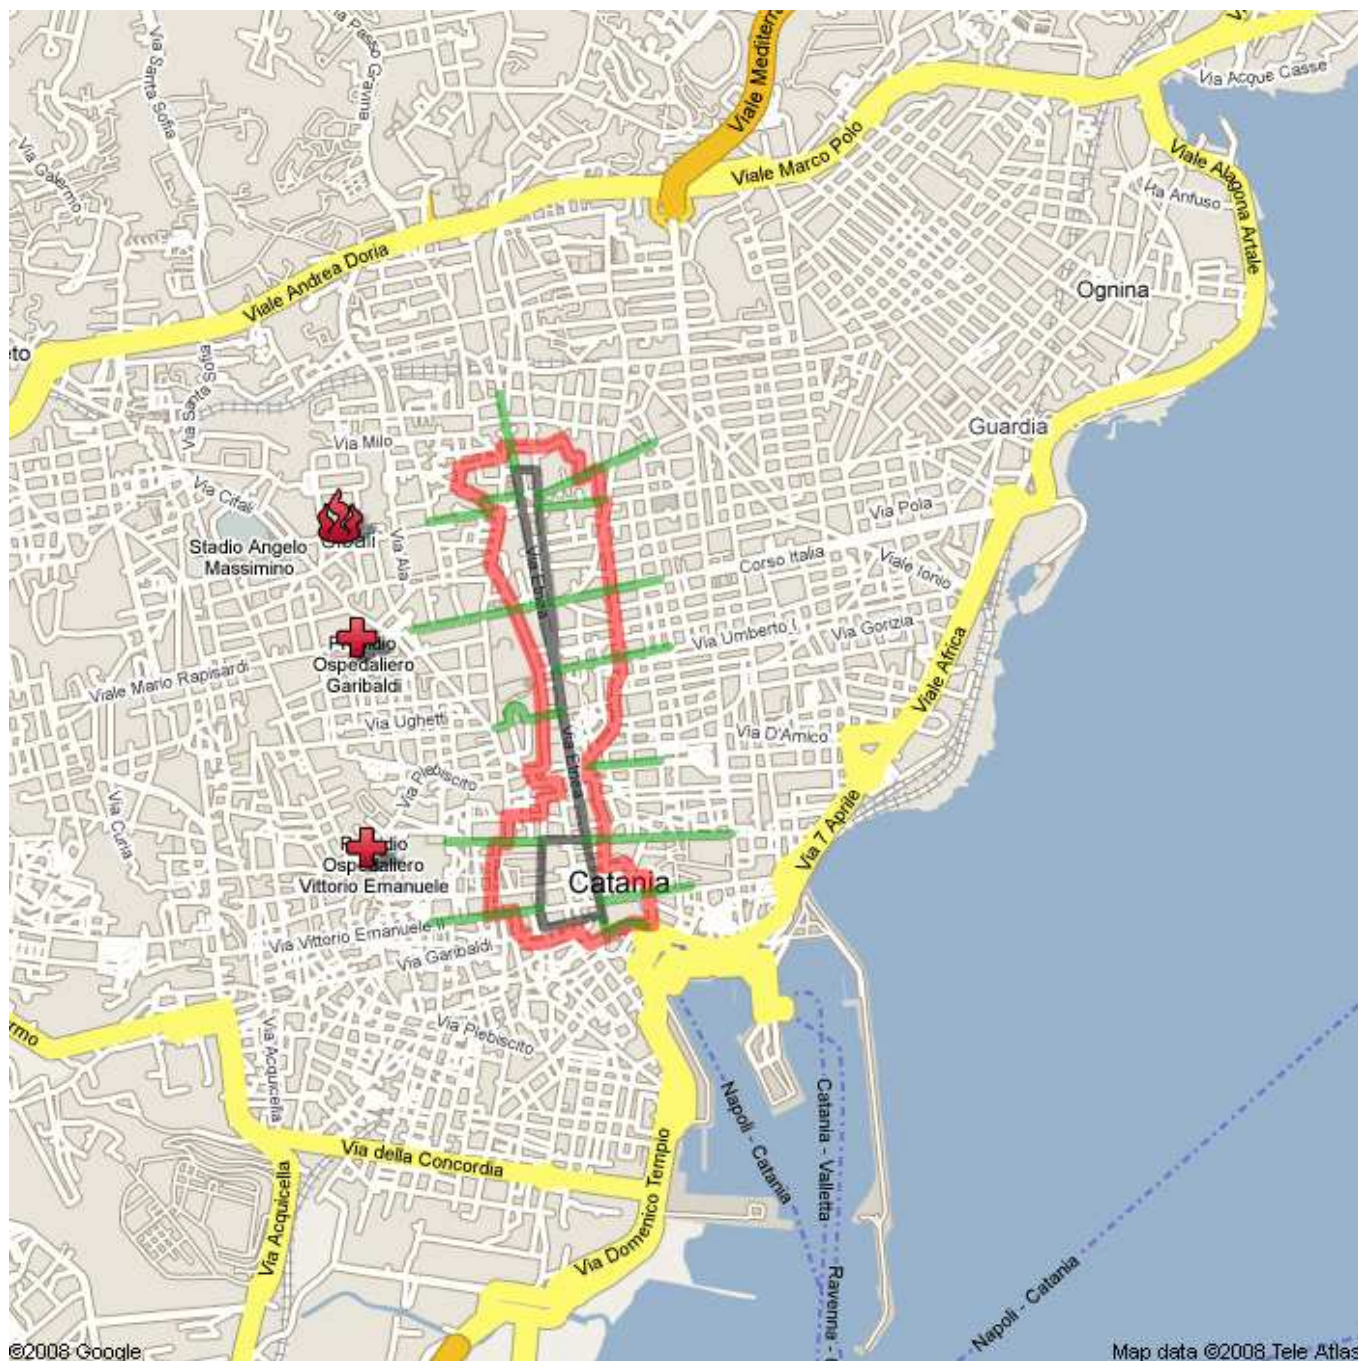 Via Passo Gravina
Via Santa Sofia
Viale Mediterra
Via Acque Casse
Via Galermo
Viale Marco Polo
Viale Alagona Artale
Via Anfuso
Viale Andrea Doria
Ognina
eto
Via Santa Sofia
Guardia
Via Milo
Via Cifali
Via Pola
Stadio Angelo
Massimino
Via Ala
Corso Italia
Viale Ionio
Via Etnea
Via Umberto I
Via Gorizia
Ospedaliero
Garibaldi
Viale Mario Rapisardi
Viale Africa
Via Ughetti
Via D'Amico
Via Etnea
Via Plebiscito
Via Curia
Via 7 Aprile
Ospedaliero
Vittorio Emanuele
Catania
Via Vittorio Emanuele II
Via Garibaldi
rmo
Via Plebiscito
Via Acquicella
Napoli - Catania
Catania - Valletta
Via della Concordia
Via Domenico Tempio
Via Acquicella
Ravenna -
Napoli - Catania
©2008 Google
Map data ©2008 Tele Atlas